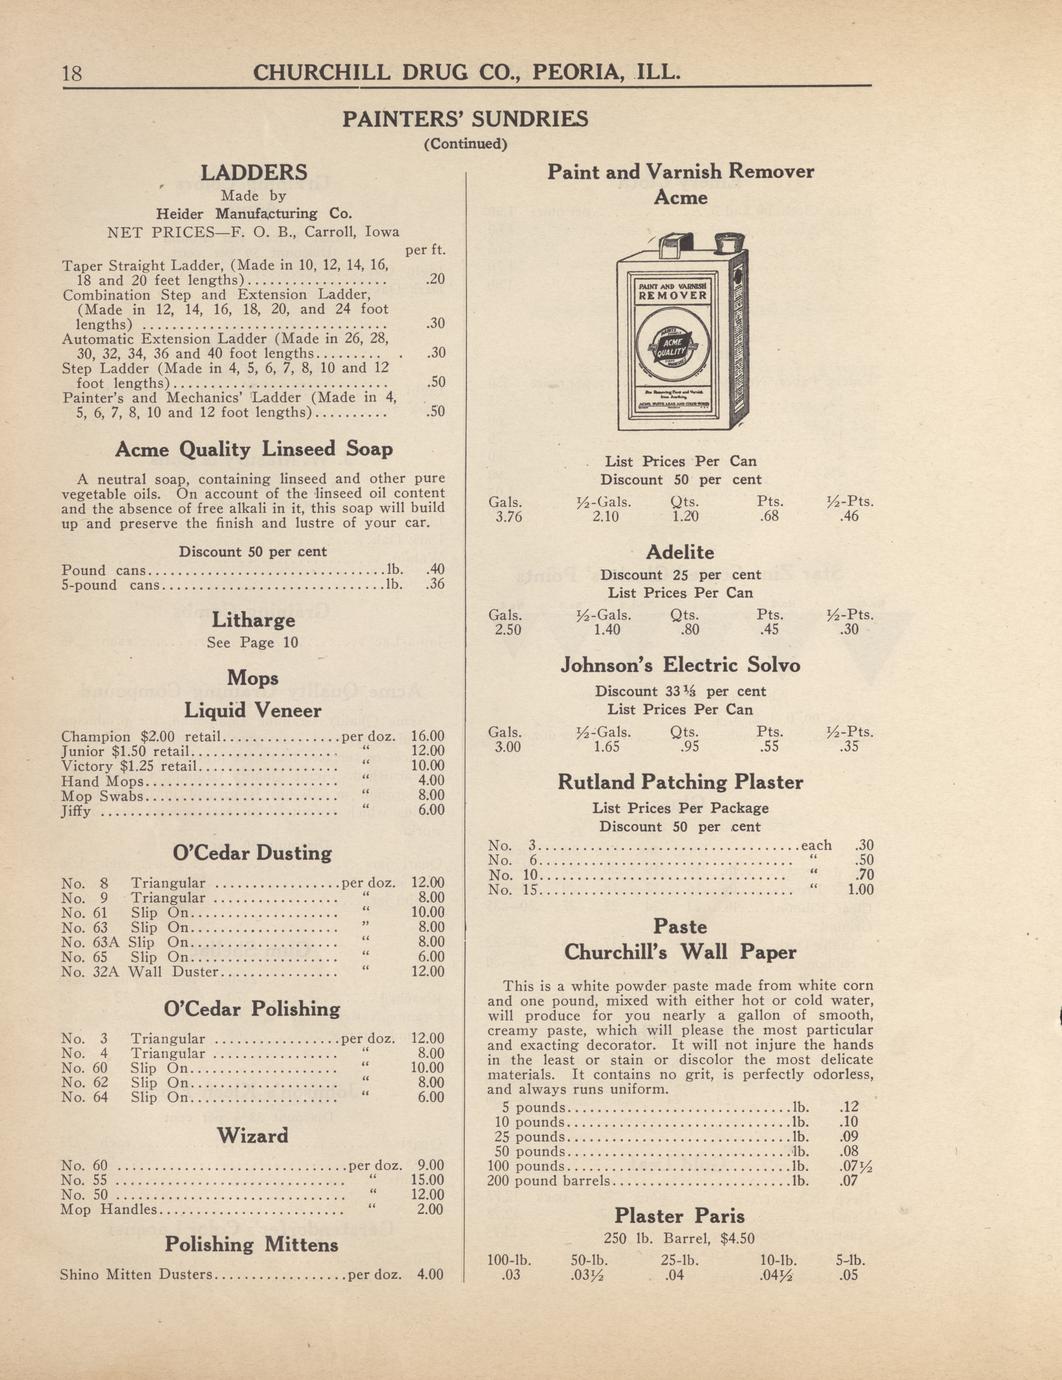 18
CHURCHILL DRUG CO., PEORIA, ILL.
PAINTERS' SUNDRIES
(Continued)
LADDERS
Made by
Heider Manufacturing Co.
NET PRICES—F. O. B., Carroll, Iowa
per ft.
Taper Straight Ladder, (Made in 10, 12, 14, 16,
18 and 20 feet lengths)................... .20
Combination Step and Extension Ladder,
(Made in 12, 14, 16, 18, 20, and 24 foot
lengths) ................................. .30
Automatic Extension Ladder (Made in 26, 28,
30, 32, 34, 36 and 40 foot lengths......... . .30
Step Ladder (Made in 4, 5, 6, 7, 8, 10 and 12
foot lengths)............................. .50
Painter's and Mechanics' Ladder (Made in 4,
5, 6, 7, 8, 10 and 12 foot lengths).......... .50
Acme Quality Linseed Soap
A neutral soap, containing linseed and other pure
vegetable oils. On account of the linseed oil content
and the absence of free alkali in it, this soap will build
up and preserve the finish and lustre of your car.
Discount 50 per cent
Pound cans................................lb. .40
5-pound cans..............................lb. .36
Litharge
See Page 10
Mops
Liquid Veneer
Champion $2.00 retail................per doz. 16.00
Junior $1.50 retail.................... “ 12.00
Victory $1.25 retail................... “ 10.00
Hand Mops.......................... “ 4.00
Mop Swabs.......................... “ 8.00
Jiffy ................................ “ 6.00
O'Cedar Dusting
No. 8 Triangular .................per doz. 12.00
No. 9 Triangular ................. “ 8.00
No. 61 Slip On.................... “ 10.00
No. 63 Slip On.................... ” 8.00
No. 63A Slip On.................... “ 8.00
No. 65 Slip On.................... “ 6.00
No. 32A Wall Duster................ “ 12.00
O'Cedar Polishing
No. 3 Triangular .................per doz. 12.00
No. 4 Triangular ................. “ 8.00
No. 60 Slip On.................... “ 10.00
No. 62 Slip On.................... “ 8.00
No. 64 Slip On.................... “ 6.00
Wizard
No. 60 ...............................per doz. 9.00
No. 55 ............................... “ 15.00
No. 50 ............................... “ 12.00
Mop Handles......................... “ 2.00
Polishing Mittens
Shino Mitten Dusters..................per doz. 4.00
Paint and Varnish Remover
Acme
PAINT AND VARNISH
REMOVER
ACME
QUALITY
List Prices Per Can
Discount 50 per cent
Gals. ½-Gals. Qts. Pts. ½-Pts.
3.76 2.10 1.20 .68 .46
Adelite
Discount 25 per cent
List Prices Per Can
Gals. ½-Gals. Qts. Pts. ½-Pts.
2.50 1.40 .80 .45 .30
Johnson's Electric Solvo
Discount 33⅓ per cent
List Prices Per Can
Gals. ½-Gals. Qts. Pts. ½-Pts.
3.00 1.65 .95 .55 .35
Rutland Patching Plaster
List Prices Per Package
Discount 50 per cent
No. 3...................................each .30
No. 6.................................. “ .50
No. 10................................. “ .70
No. 15.................................. “ 1.00
Paste
Churchill's Wall Paper
This is a white powder paste made from white corn
and one pound, mixed with either hot or cold water,
will produce for you nearly a gallon of smooth,
creamy paste, which will please the most particular
and exacting decorator. It will not injure the hands
in the least or stain or discolor the most delicate
materials. It contains no grit, is perfectly odorless,
and always runs uniform.
5 pounds..............................lb. .12
10 pounds..............................lb. .10
25 pounds..............................lb. .09
50 pounds..............................lb. .08
100 pounds..............................lb. .07½
200 pound barrels........................lb. .07
Plaster Paris
250 lb. Barrel, $4.50
100-lb. 50-lb. 25-lb. 10-lb. 5-lb.
.03 .03½ .04 .04½ .05